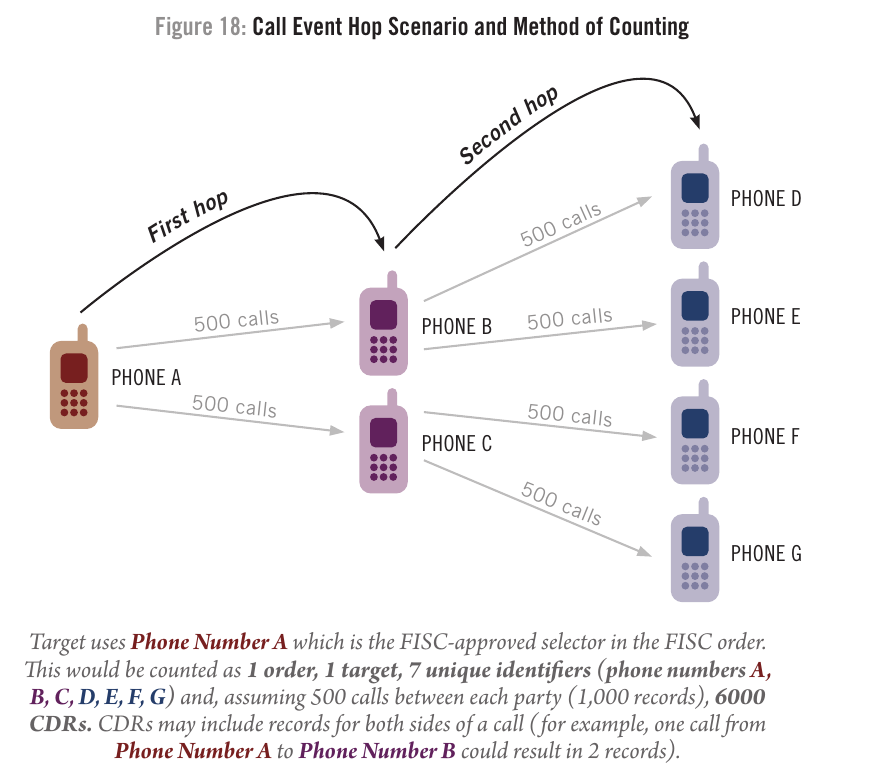 Figure 18: Call Event Hop Scenario and Method of Counting
Second hop
First hop
500 calls
PHONE D
500 calls
PHONE B
500 calls
PHONE E
PHONE A
500 calls
500 calls
PHONE F
PHONE C
500 calls
PHONE G
Target uses Phone Number A which is the FISC-approved selector in the FISC order.
This would be counted as 1 order, 1 target, 7 unique identifiers (phone numbers A,
B, C, D, E, F, G) and, assuming 500 calls between each party (1,000 records), 6000
CDRs. CDRs may include records for both sides of a call (for example, one call from
Phone Number A to Phone Number B could result in 2 records).